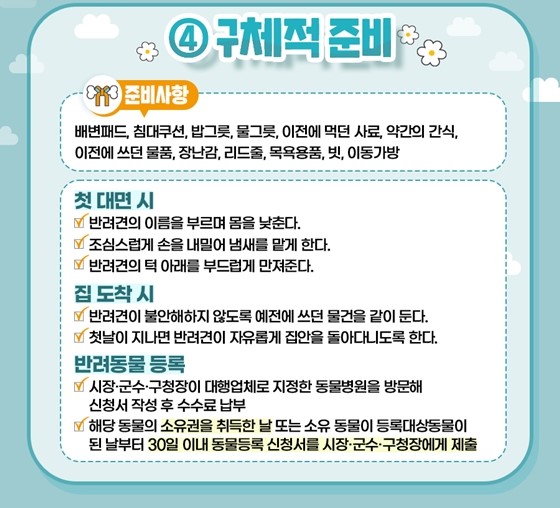 ④ 구체적 준비
준비사항
배변패드, 침대쿠션, 밥그릇, 물그릇, 이전에 먹던 사료, 약간의 간식,
이전에 쓰던 물품, 장난감, 리드줄, 목욕용품, 빗, 이동가방
첫 대면 시
반려견의 이름을 부르며 몸을 낮춘다.
조심스럽게 손을 내밀어 냄새를 맡게 한다.
반려견의 턱 아래를 부드럽게 만져준다.
집 도착 시
반려견이 불안해하지 않도록 예전에 쓰던 물건을 같이 둔다.
첫날이 지나면 반려견이 자유롭게 집안을 돌아다니도록 한다.
반려동물 등록
시장·군수·구청장이 대행업체로 지정한 동물병원을 방문해
신청서 작성 후 수수료 납부
해당 동물의 소유권을 취득한 날 또는 소유 동물이 등록대상동물이
된 날부터 30일 이내 동물등록 신청서를 시장·군수·구청장에게 제출